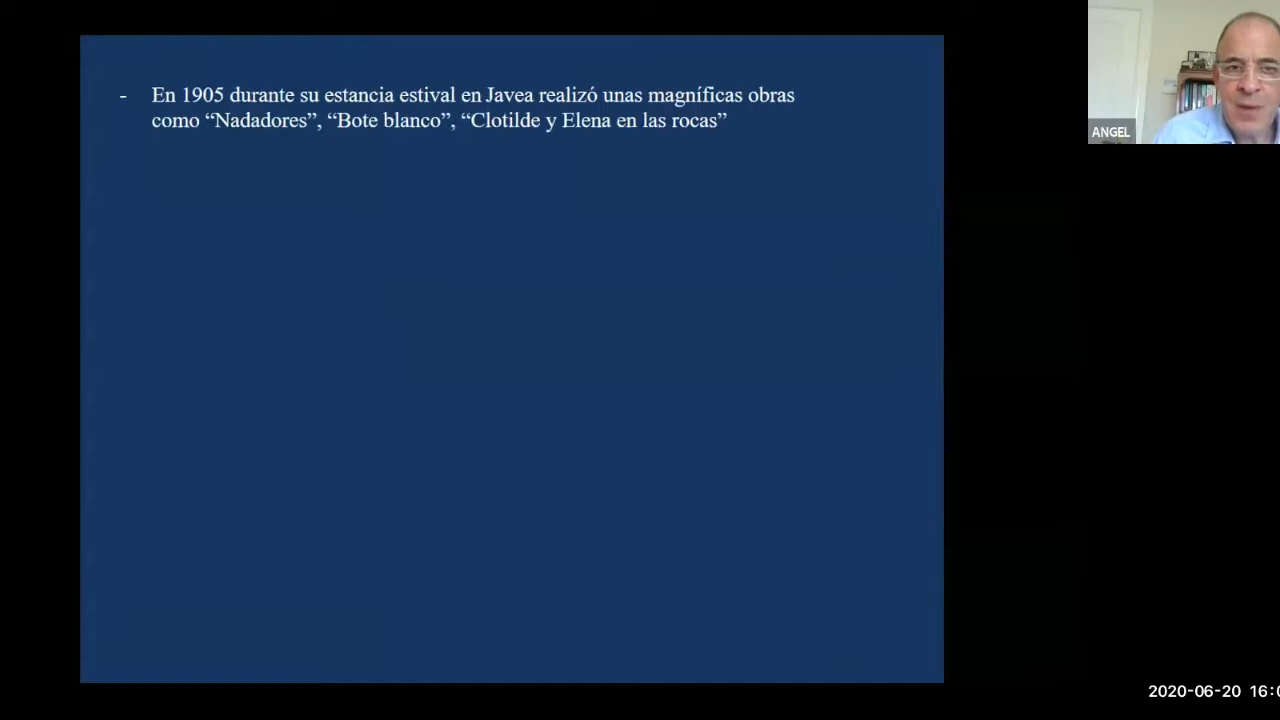 - En 1905 durante su estancia estival en Javea realizó unas magníficas obras
como “Nadadores”, “Bote blanco”, “Clotilde y Elena en las rocas”
ANGEL
2020-06-20 16:0